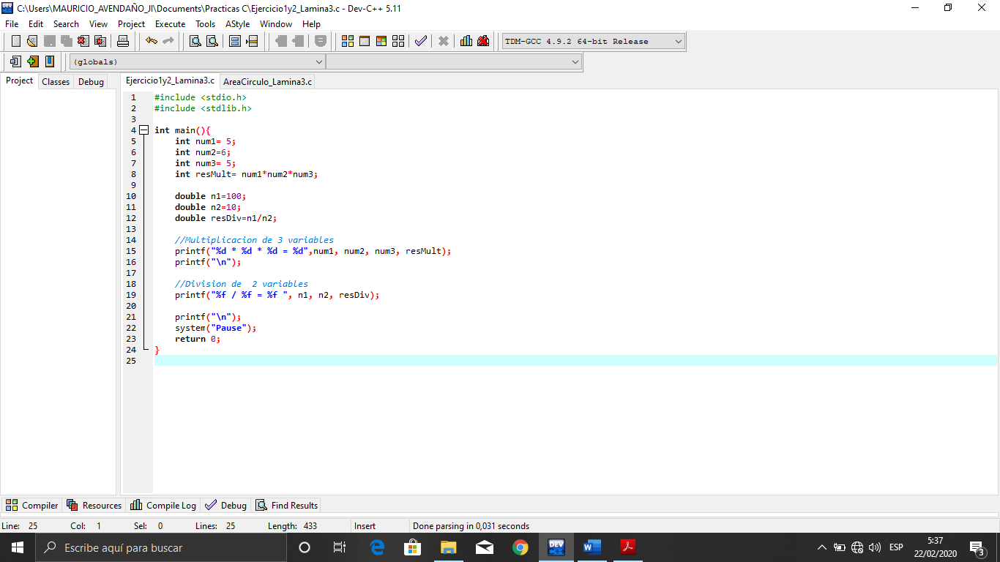 C:\Users\MAURICIO_AVENDAÑO_JI\Documents\Practicas C\Ejercicio1y2_Lamina3.c - Dev-C++ 5.11
File Edit Search View Project Execute Tools AStyle Window Help
TDM-GCC 4.9.2 64-bit Release
(globals)
Project Classes Debug Ejercicio1y2_Lamina3.c AreaCirculo_Lamina3.c
1 #include <stdio.h>
2 #include <stdlib.h>
3
4 int main(){
5 int num1= 5;
6 int num2=6;
7 int num3= 5;
8 int resMult= num1*num2*num3;
9
10 double n1=100;
11 double n2=10;
12 double resDiv=n1/n2;
13
14 //Multiplicacion de 3 variables
15 printf("%d * %d * %d = %d",num1, num2, num3, resMult);
16 printf("\n");
17
18 //Division de  2 variables
19 printf("%f / %f = %f ", n1, n2, resDiv);
20
21 printf("\n");
22 system("Pause");
23 return 0;
24 }
25
Compiler Resources Compile Log Debug Find Results
Line: 25 Col: 1 Sel: 0 Lines: 25 Length: 433 Insert Done parsing in 0,031 seconds
Escribe aquí para buscar
DEV
ESP
5:37
22/02/2020
3